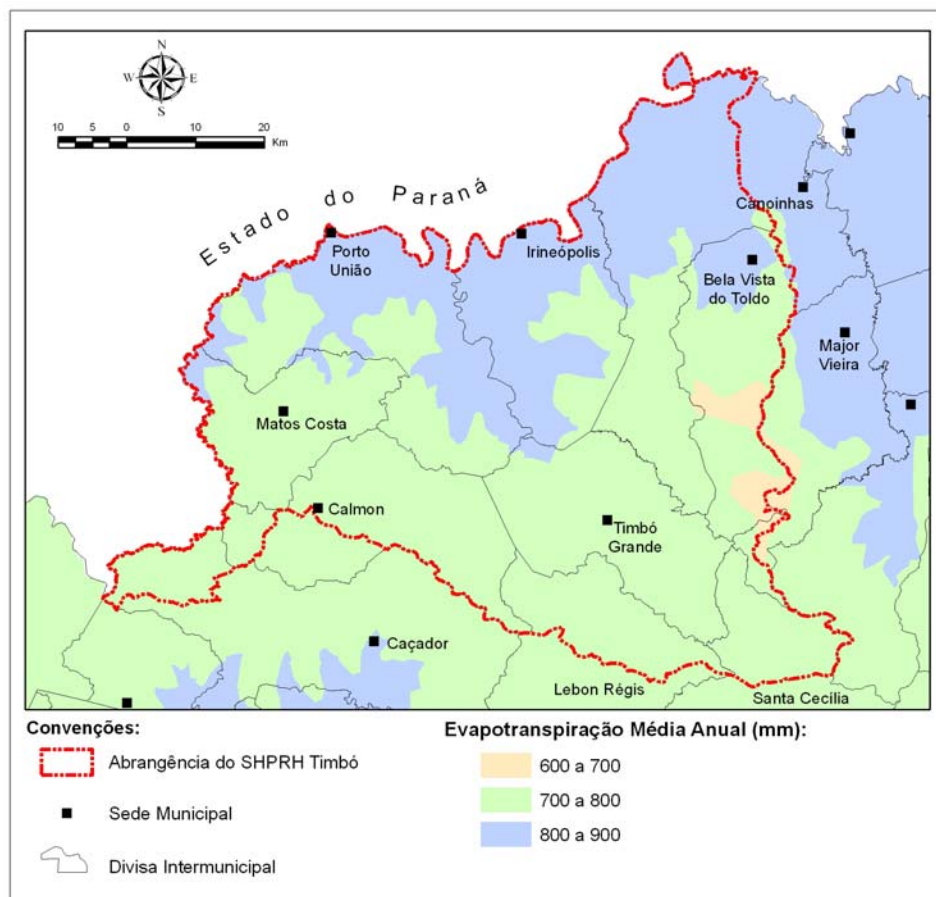 N
W E
S
10 5 0 10 20
Km
Estado do Paraná
Canoinhas
Porto
União
Irineópolis
Bela Vista
do Toldo
Major
Vieira
Matos Costa
Calmon
Timbó
Grande
Caçador
Lebon Régis
Santa Cecília
Convenções:
Abrangência do SHPRH Timbó
Sede Municipal
Divisa Intermunicipal
Evapotranspiração Média Anual (mm):
600 a 700
700 a 800
800 a 900